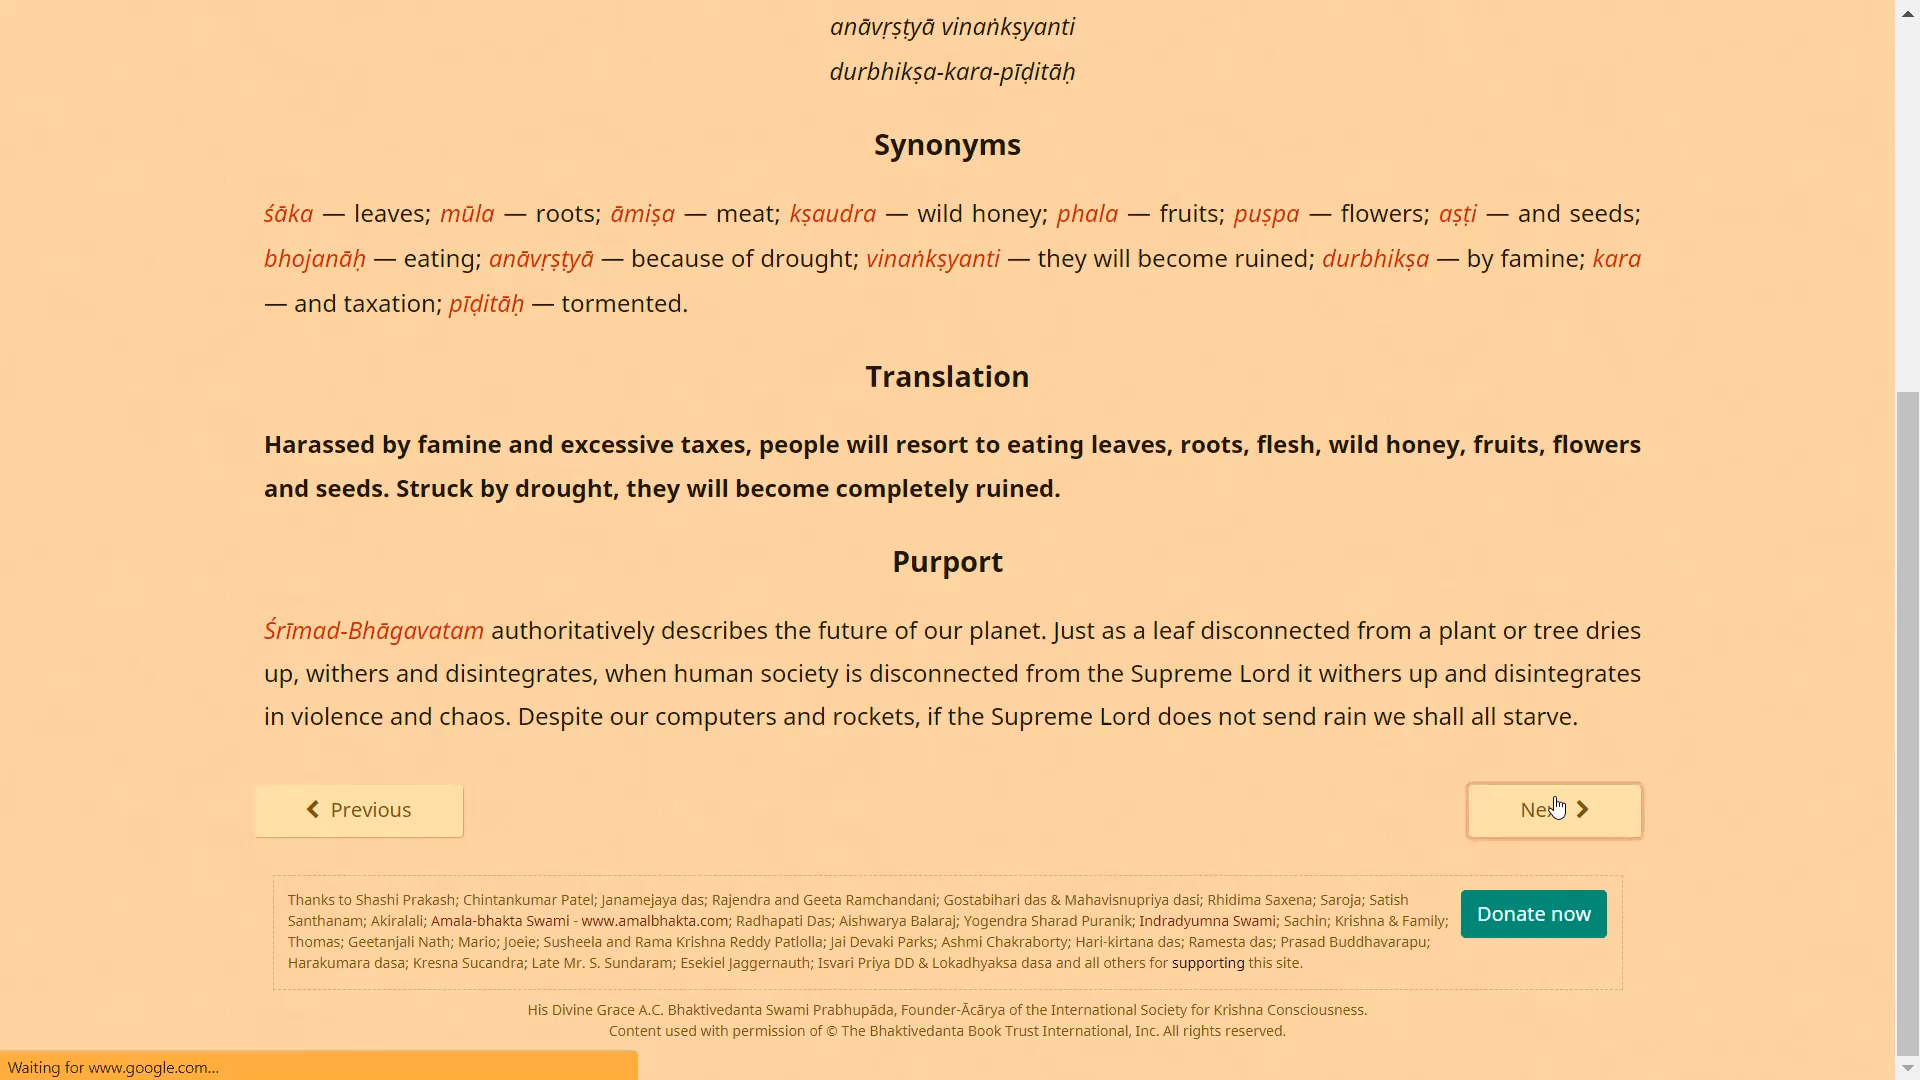 anāvṛṣṭyā vinaṅkṣyanti
durbhikṣa-kara-pīḍitāḥ
Synonyms
śāka — leaves; mūla — roots; āmiṣa — meat; kṣaudra — wild honey; phala — fruits; puṣpa — flowers; aṣṭi — and seeds;
bhojanāḥ — eating; anāvṛṣṭyā — because of drought; vinaṅkṣyanti — they will become ruined; durbhikṣa — by famine; kara
— and taxation; pīḍitāḥ — tormented.
Translation
Harassed by famine and excessive taxes, people will resort to eating leaves, roots, flesh, wild honey, fruits, flowers
and seeds. Struck by drought, they will become completely ruined.
Purport
Śrīmad-Bhāgavatam authoritatively describes the future of our planet. Just as a leaf disconnected from a plant or tree dries
up, withers and disintegrates, when human society is disconnected from the Supreme Lord it withers up and disintegrates
in violence and chaos. Despite our computers and rockets, if the Supreme Lord does not send rain we shall all starve.
Previous
Next
Thanks to Shashi Prakash; Chintankumar Patel; Janamejaya das; Rajendra and Geeta Ramchandani; Gostabihari das & Mahavisnupriya dasi; Rhidima Saxena; Saroja; Satish
Santhanam; Akiralali; Amala-bhakta Swami - www.amalbhakta.com; Radhapati Das; Aishwarya Balaraj; Yogendra Sharad Puranik; Indradyumna Swami; Sachin; Krishna & Family;
Thomas; Geetanjali Nath; Mario; Joeie; Susheela and Rama Krishna Reddy Patlolla; Jai Devaki Parks; Ashmi Chakraborty; Hari-kirtana das; Ramesta das; Prasad Buddhavarapu;
Harakumara dasa; Kresna Sucandra; Late Mr. S. Sundaram; Esekiel Jaggernauth; Isvari Priya DD & Lokadhyaksa dasa and all others for supporting this site.
Donate now
His Divine Grace A.C. Bhaktivedanta Swami Prabhupāda, Founder-Ācārya of the International Society for Krishna Consciousness.
Content used with permission of © The Bhaktivedanta Book Trust International, Inc. All rights reserved.
Waiting for www.google.com...